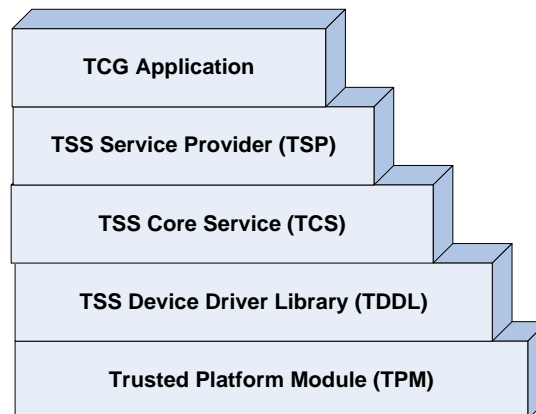 TCG Application
TSS Service Provider (TSP)
TSS Core Service (TCS)
TSS Device Driver Library (TDDL)
Trusted Platform Module (TPM)